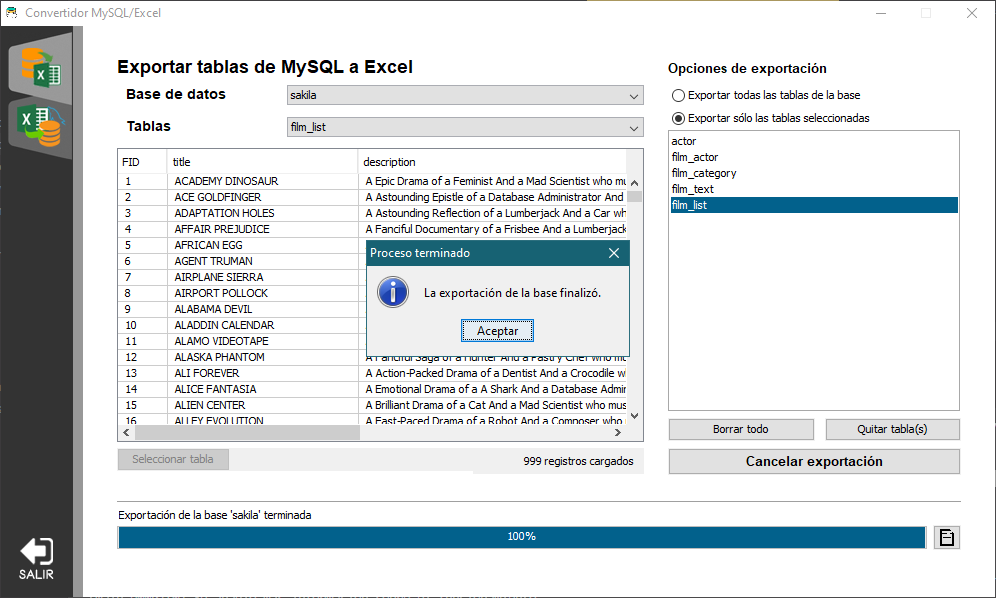 Convertidor MySQL/Excel
Exportar tablas de MySQL a Excel
Base de datos
sakila
Tablas
film_list
FID title description
1 ACADEMY DINOSAUR A Epic Drama of a Feminist And a Mad Scientist who mu
2 ACE GOLDFINGER A Astounding Epistle of a Database Administrator And
3 ADAPTATION HOLES A Astounding Reflection of a Lumberjack And a Car wh
4 AFFAIR PREJUDICE A Fanciful Documentary of a Frisbee And a Lumberjack
5 AFRICAN EGG
6 AGENT TRUMAN
7 AIRPLANE SIERRA
8 AIRPORT POLLOCK
9 ALABAMA DEVIL
10 ALADDIN CALENDAR
11 ALAMO VIDEOTAPE
12 ALASKA PHANTOM A Fanciful Saga of a Hunter And a Pastry Chef who mu
13 ALI FOREVER A Action-Packed Drama of a Dentist And a Crocodile w
14 ALICE FANTASIA A Emotional Drama of a A Shark And a Database Admir
15 ALIEN CENTER A Brilliant Drama of a Cat And a Mad Scientist who mus
16 ALLEY EVOLUTION A Fast-Paced Drama of a Robot And a Composer who
Seleccionar tabla
999 registros cargados
Proceso terminado
La exportación de la base finalizó.
Aceptar
Opciones de exportación
Exportar todas las tablas de la base
Exportar sólo las tablas seleccionadas
actor
film_actor
film_category
film_text
film_list
Borrar todo
Quitar tabla(s)
Cancelar exportación
Exportación de la base 'sakila' terminada
100%
SALIR